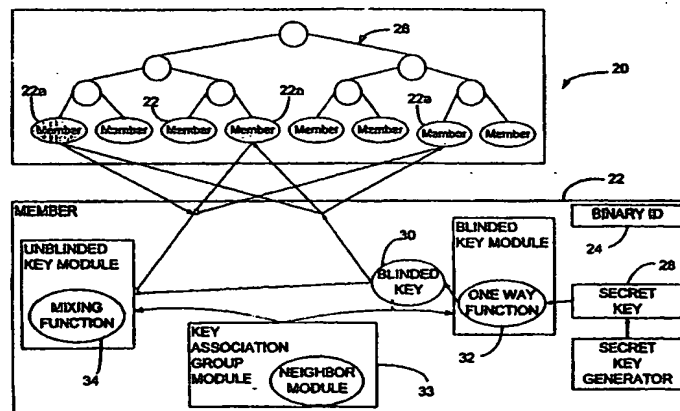 28
20
22a
22
22n
22a
Member
Member
Member
Member
Member
Member
Member
Member
22
MEMBER
BINARY ID
24
UNBLINDED
KEY MODULE
MIXING
FUNCTION
34
30
BLINDED
KEY
BLINDED
KEY MODULE
ONE WAY
FUNCTION
32
28
SECRET
KEY
SECRET
KEY
GENERATOR
KEY
ASSOCIATION
GROUP
MODULE
NEIGHBOR
MODULE
33